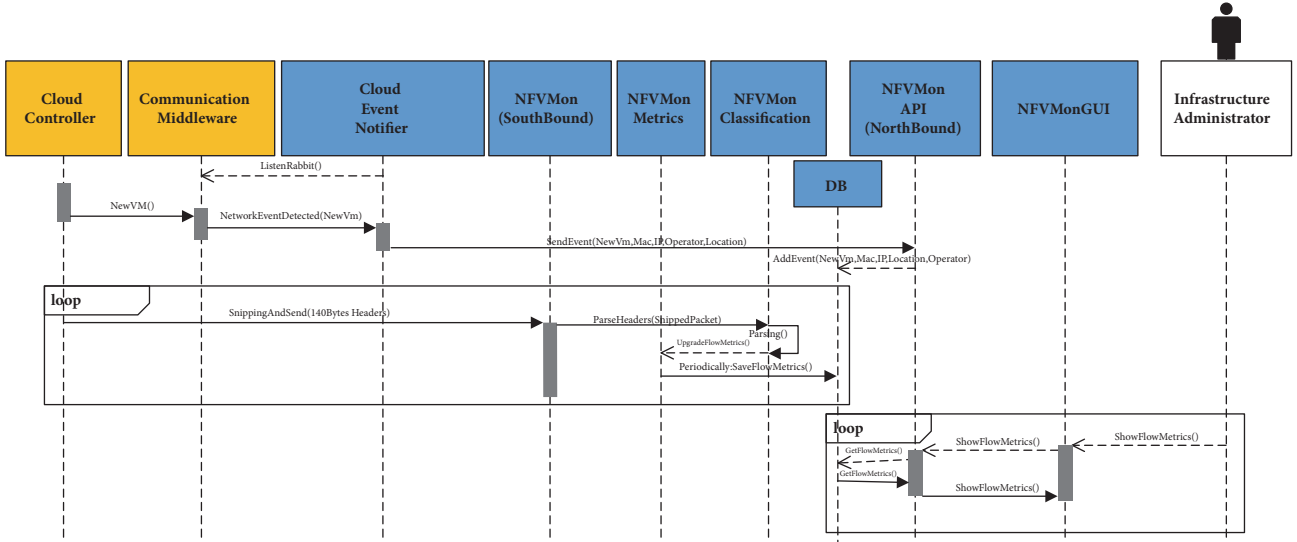 Cloud
Controller
Communication
Middleware
Cloud
Event
Notifier
NFVMon
(SouthBound)
NFVMon
Metrics
NFVMon
Classification
NFVMon
API
(NorthBound)
NFVMonGUI
Infrastructure
Administrator
DB
ListenRabbit()
NewVM()
NetworkEventDetected(NewVm)
SendEvent(NewVm,Mac,IP,Operator,Location)
AddEvent(NewVm,Mac,IP,Location,Operator)
loop
SnippingAndSend(140Bytes Headers)
ParseHeaders(ShippedPacket)
Parsing()
UpgradeFlowMetrics()
Periodically:SaveFlowMetrics()
loop
ShowFlowMetrics()
ShowFlowMetrics()
GetFlowMetrics()
GetFlowMetrics()
ShowFlowMetrics()